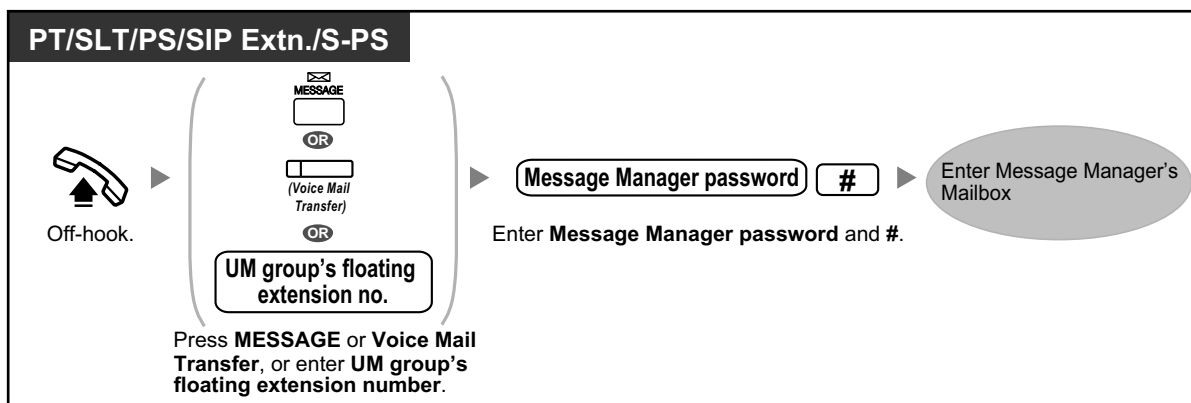 PT/SLT/PS/SIP Extn./S-PS
MESSAGE
OR
(Voice Mail
Transfer)
OR
UM group's floating
extension no.
Off-hook.
Press MESSAGE or Voice Mail
Transfer, or enter UM group's
floating extension number.
Message Manager password #
Enter Message Manager password and #.
Enter Message Manager's
Mailbox